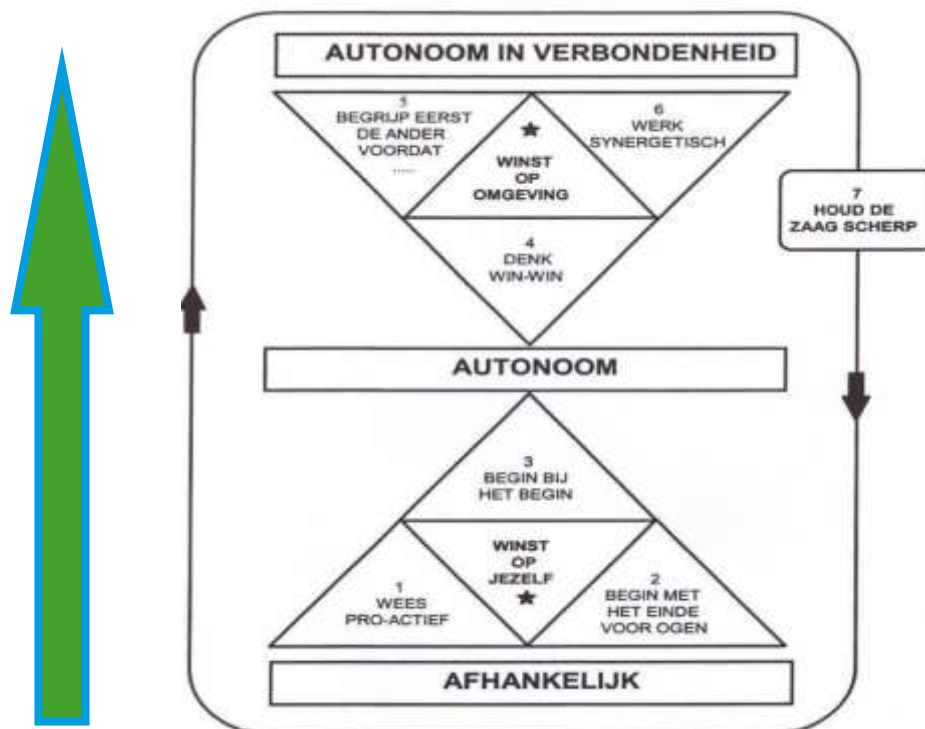 AUTONOOM IN VERBONDENHEID
5
BEGRIJP EERST
DE ANDER
VOORDAT
.....
6
WERK
SYNERGETISCH
WINST
OP
OMGEVING
4
DENK
WIN-WIN
7
HOUD DE
ZAAG SCHERP
AUTONOOM
3
BEGIN BIJ
HET BEGIN
WINST
OP
JEZELF
1
WEES
PRO-ACTIEF
2
BEGIN MET
HET EINDE
VOOR OGEN
AFHANKELIJK